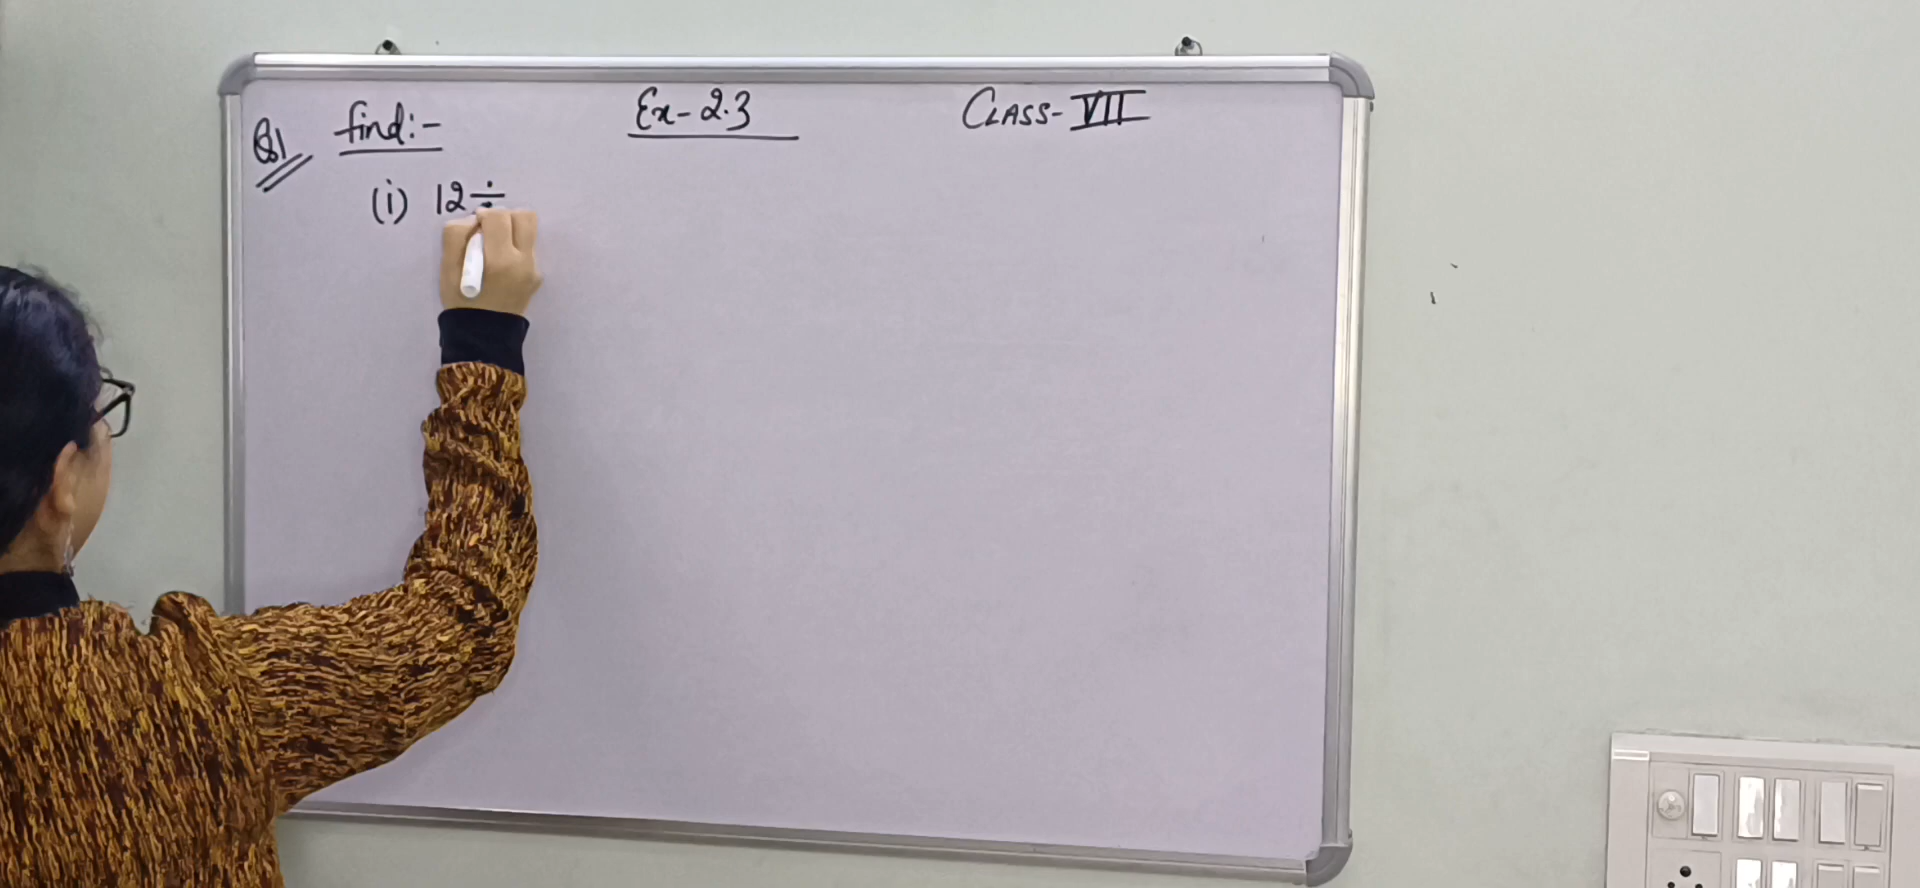 Q1 find:- Ex-2.3 CLASS-VII
(i) 12÷